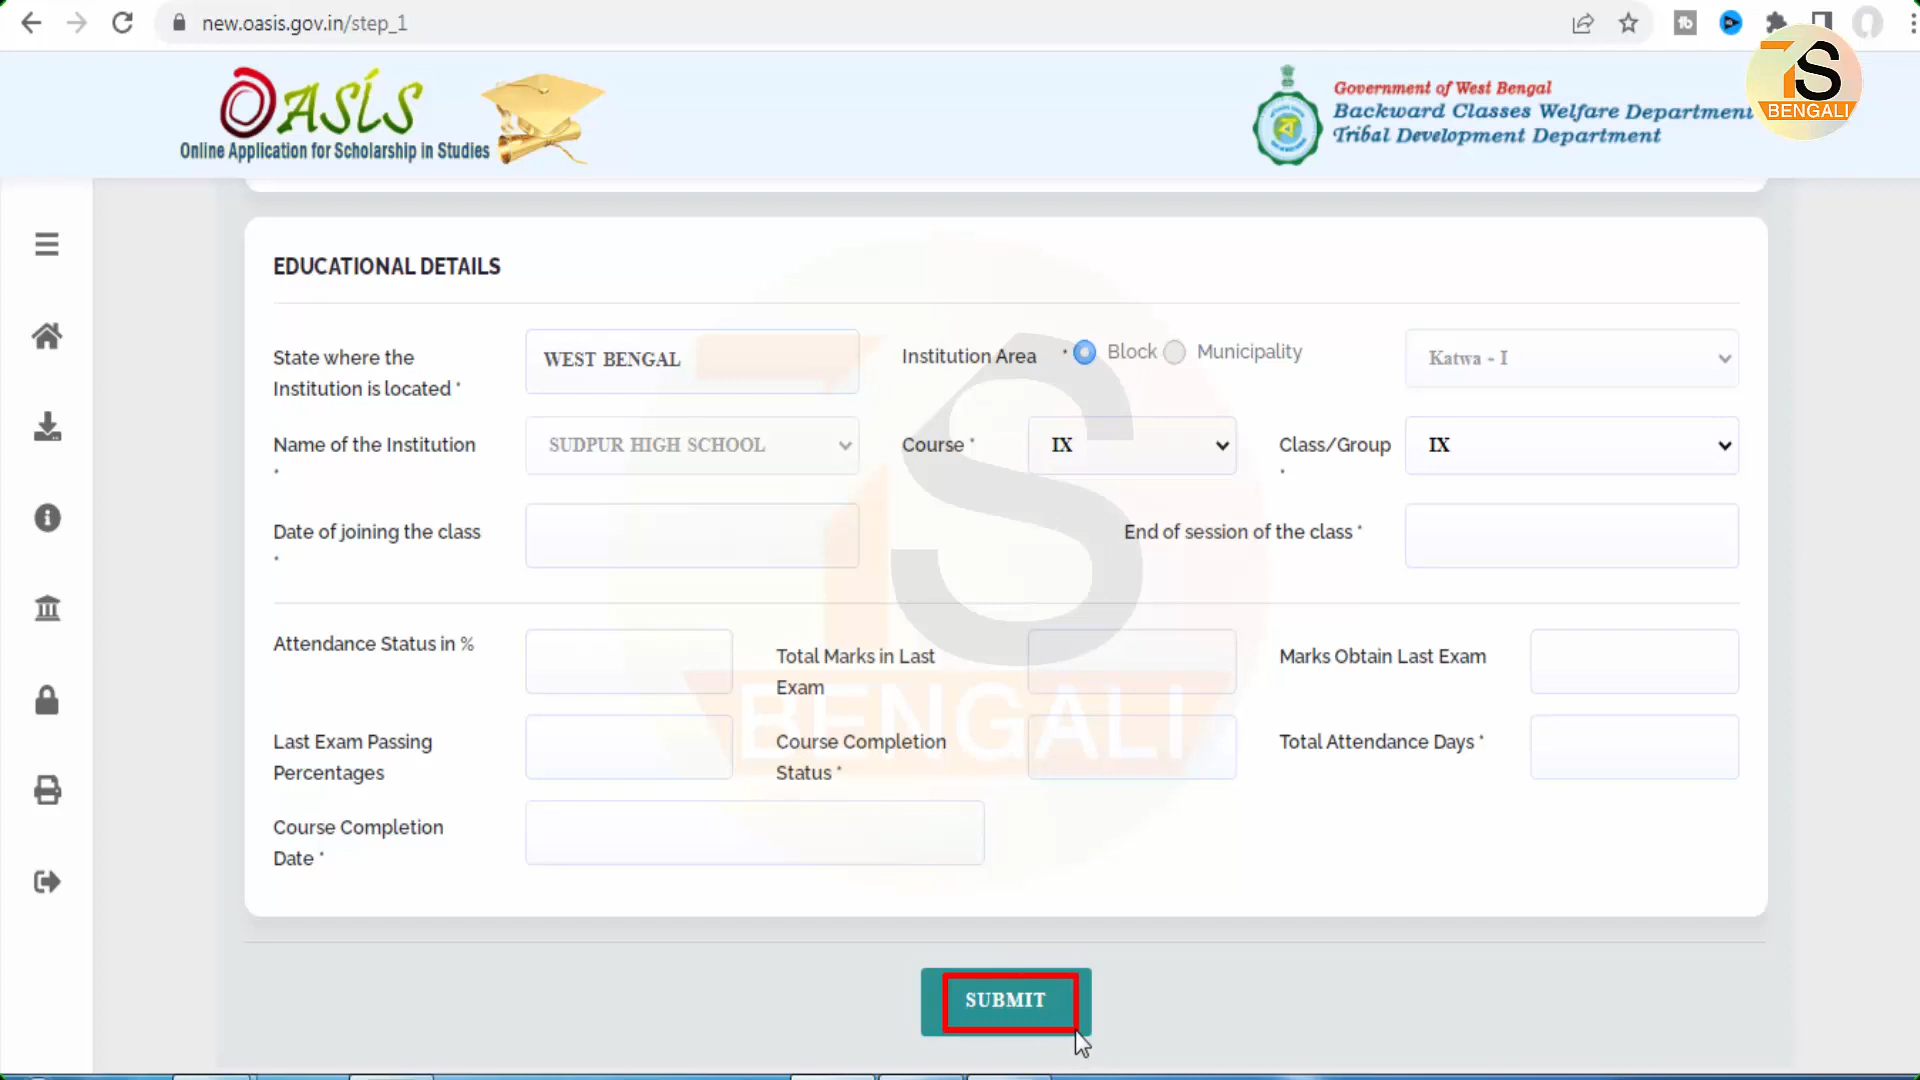 new.oasis.gov.in/step_1
OASIS
Online Application for Scholarship in Studies
Government of West Bengal
Backward Classes Welfare Department
Tribal Development Department
TS
BENGALI
EDUCATIONAL DETAILS
State where the
Institution is located *
WEST BENGAL
Institution Area *
Block
Municipality
Katwa - I
Name of the Institution
*
SUDPUR HIGH SCHOOL
Course *
IX
Class/Group
*
IX
Date of joining the class
*
End of session of the class *
Attendance Status in %
Total Marks in Last
Exam
Marks Obtain Last Exam
Last Exam Passing
Percentages
Course Completion
Status *
Total Attendance Days *
Course Completion
Date *
S
BENGALI
SUBMIT